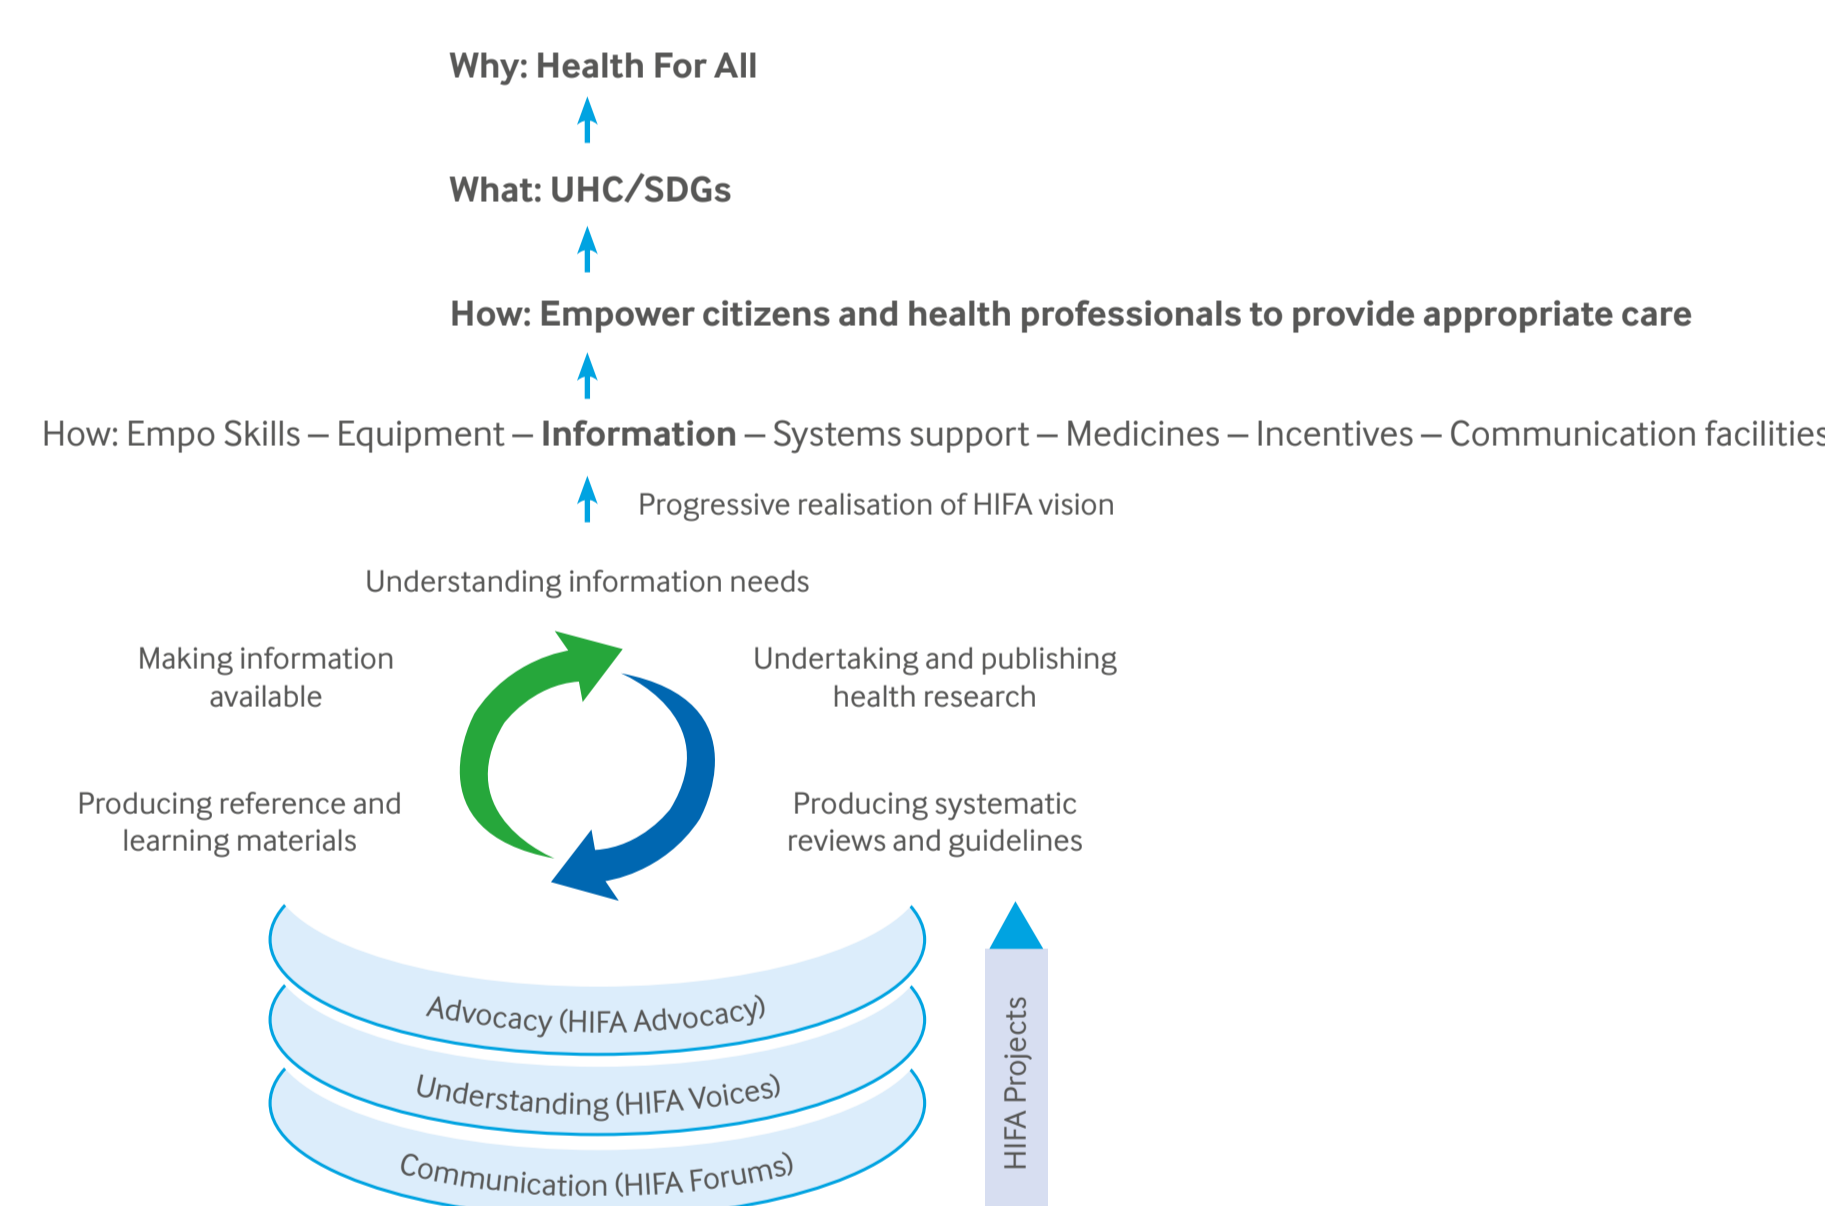 Why: Health For All
What: UHC/SDGs
How: Empower citizens and health professionals to provide appropriate care
How: Empo Skills – Equipment – Information – Systems support – Medicines – Incentives – Communication facilities
Progressive realisation of HIFA vision
Understanding information needs
Making information
available
Undertaking and publishing
health research
Producing reference and
learning materials
Producing systematic
reviews and guidelines
Advocacy (HIFA Advocacy)
Understanding (HIFA Voices)
Communication (HIFA Forums)
HIFA Projects